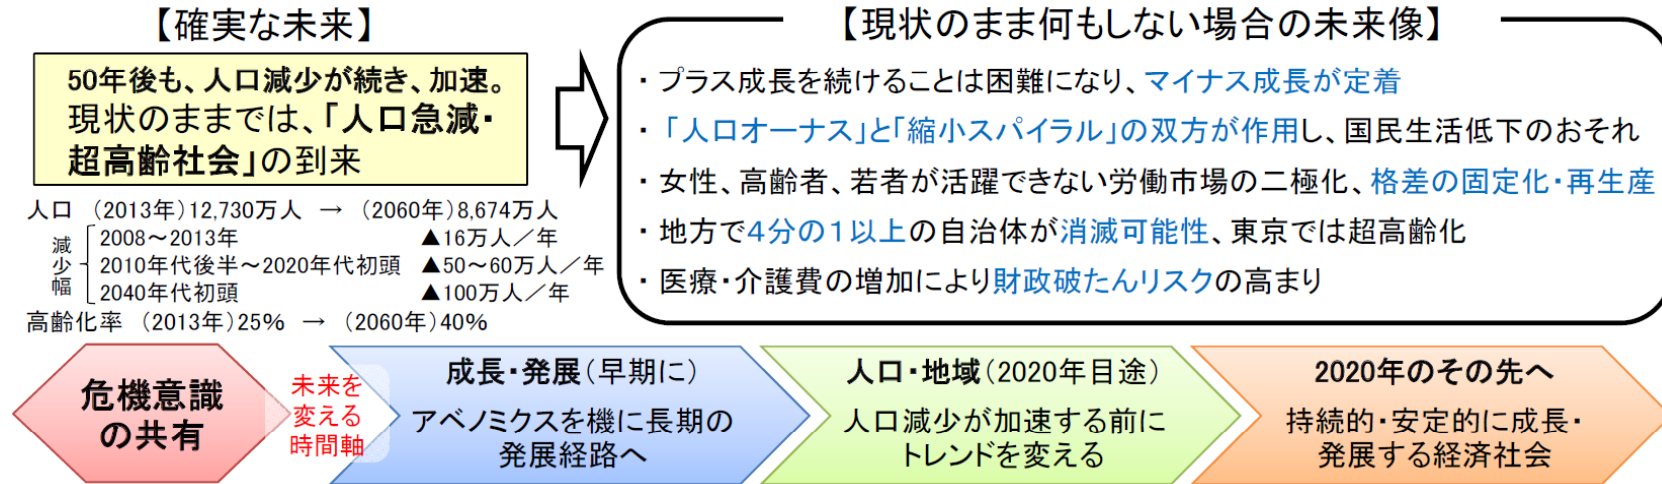 【確実な未来】
50年後も、人口減少が続き、加速。
現状のままでは、「人口急減・
超高齢社会」の到来
人口 (2013年)12,730万人 → (2060年)8,674万人
減少幅
2008～2013年 ▲16万人／年
2010年代後半～2020年代初頭 ▲50～60万人／年
2040年代初頭 ▲100万人／年
高齢化率 (2013年)25% → (2060年)40%
【現状のまま何もしない場合の未来像】
・プラス成長を続けることは困難になり、マイナス成長が定着
・「人口オーナス」と「縮小スパイラル」の双方が作用し、国民生活低下のおそれ
・女性、高齢者、若者が活躍できない労働市場の二極化、格差の固定化・再生産
・地方で４分の１以上の自治体が消滅可能性、東京では超高齢化
・医療・介護費の増加により財政破たんリスクの高まり
危機意識
の共有
未来を
変える
時間軸
成長・発展(早期に)
アベノミクスを機に長期の
発展経路へ
人口・地域(2020年目途)
人口減少が加速する前に
トレンドを変える
2020年のその先へ
持続的・安定的に成長・
発展する経済社会